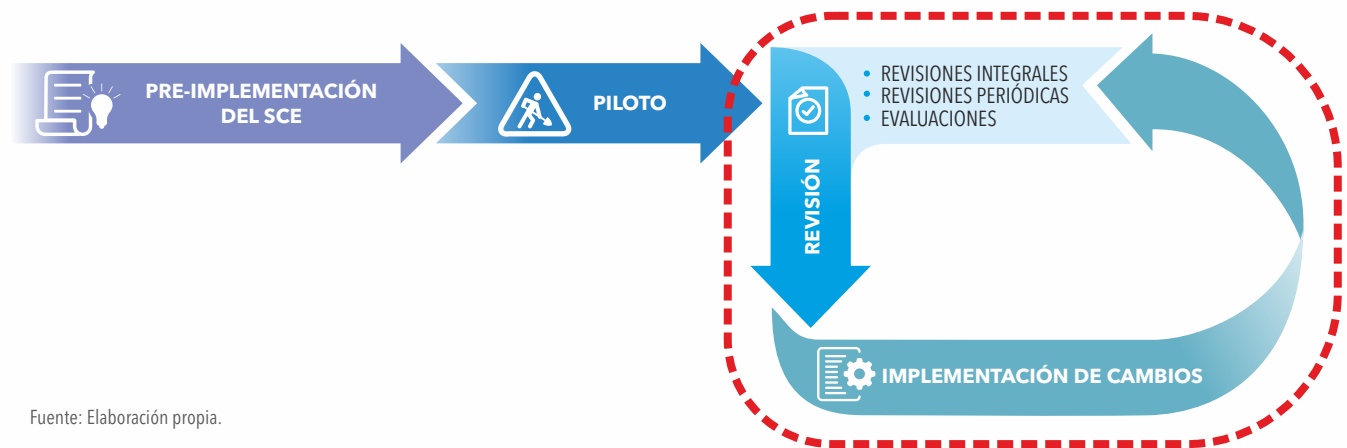 PRE-IMPLEMENTACIÓN
DEL SCE
PILOTO
• REVISIONES INTEGRALES
• REVISIONES PERIÓDICAS
• EVALUACIONES
REVISIÓN
IMPLEMENTACIÓN DE CAMBIOS
Fuente: Elaboración propia.